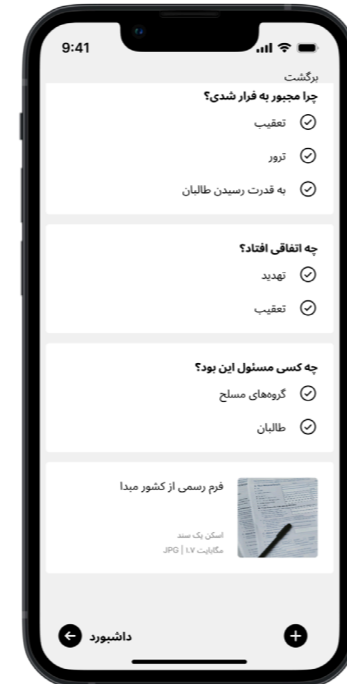 9:41
برگشت
چرا مجبور به فرار شدی؟
تعقیب
ترور
به قدرت رسیدن طالبان
چه اتفاقی افتاد؟
تهدید
تعقیب
چه کسی مسئول این بود؟
گروه‌های مسلح
طالبان
فرم رسمی از کشور مبدا
اسکن یک سند
مگابایت ۱.۷ | JPG
داشبورد